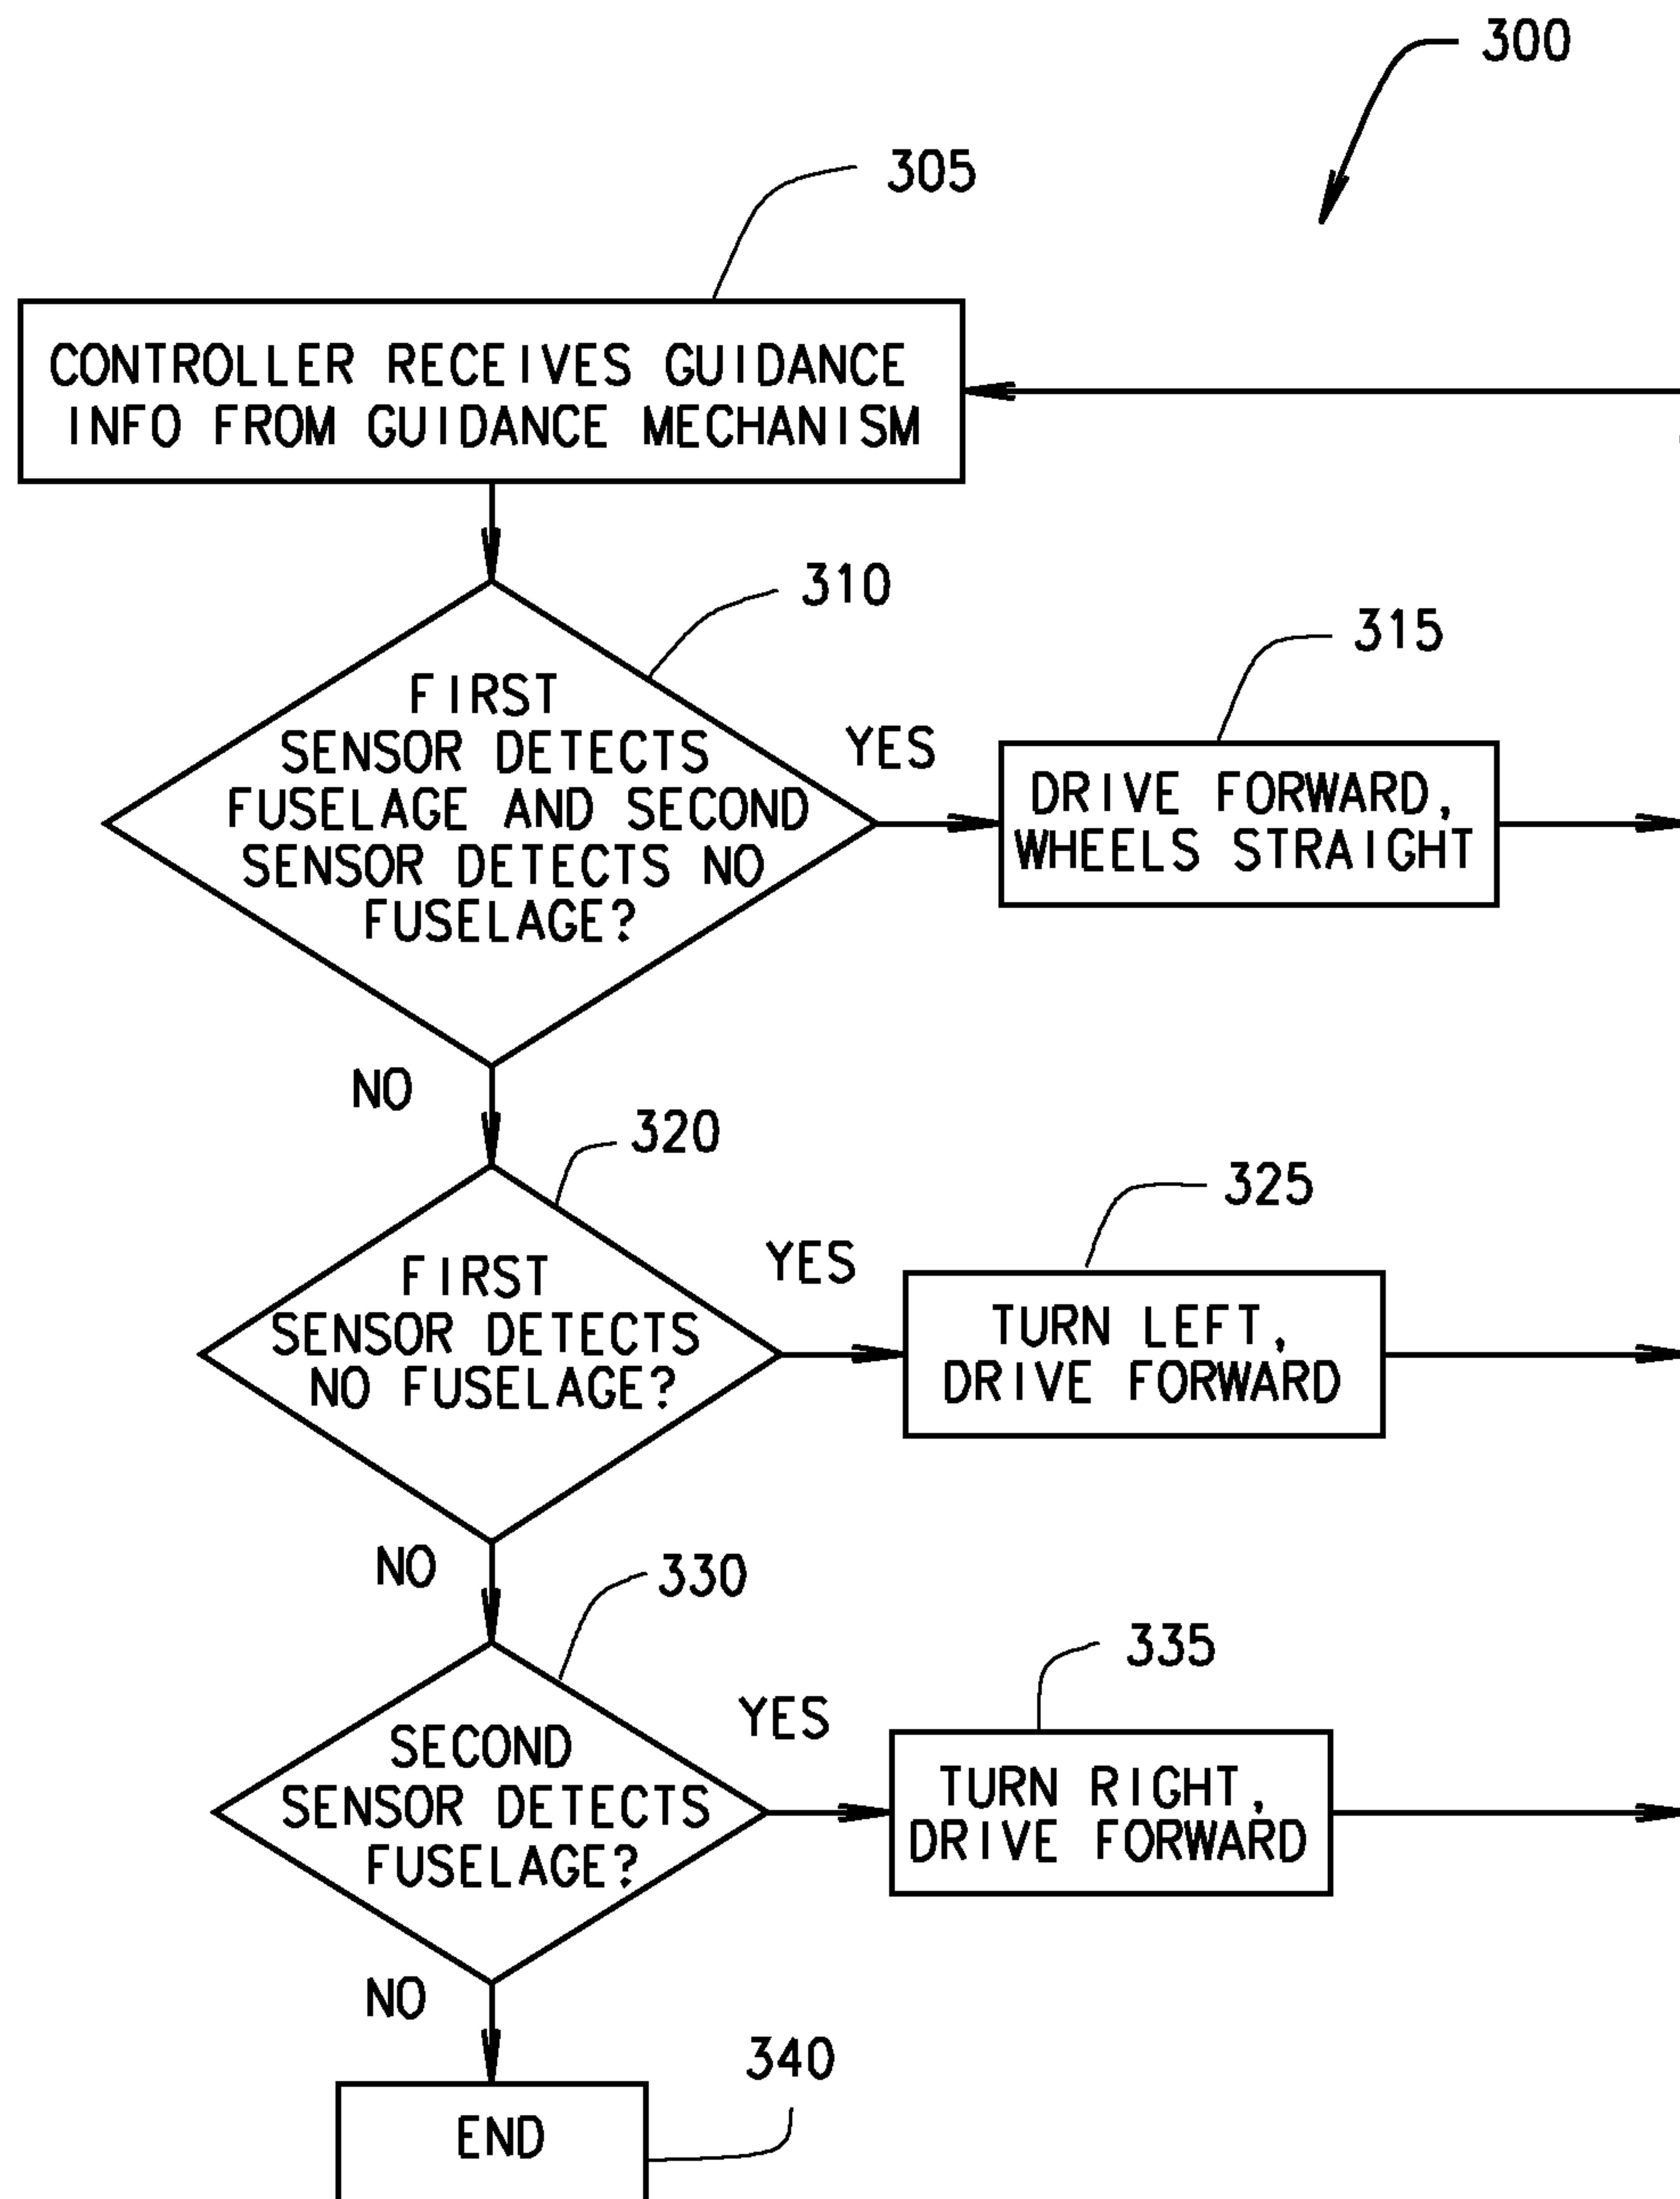 300
305
CONTROLLER RECEIVES GUIDANCE
INFO FROM GUIDANCE MECHANISM
310
FIRST
SENSOR DETECTS
FUSELAGE AND SECOND
SENSOR DETECTS NO
FUSELAGE?
YES
315
DRIVE FORWARD,
WHEELS STRAIGHT
NO
320
FIRST
SENSOR DETECTS
NO FUSELAGE?
YES
325
TURN LEFT,
DRIVE FORWARD
NO
330
SECOND
SENSOR DETECTS
FUSELAGE?
YES
335
TURN RIGHT,
DRIVE FORWARD
NO
340
END